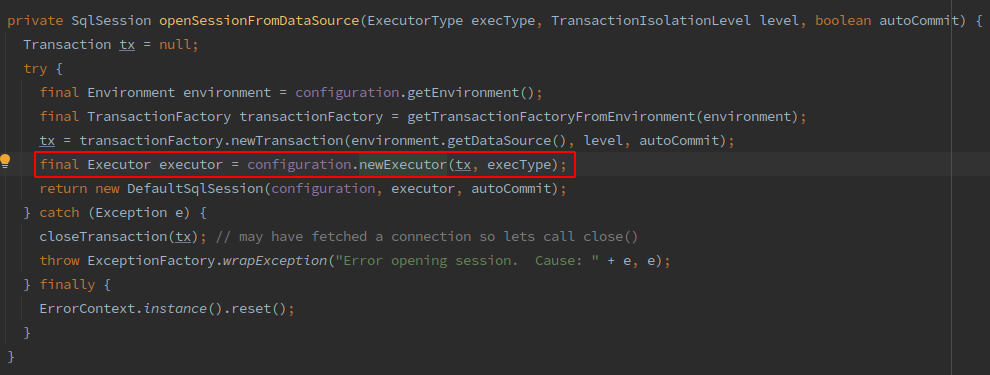 private SqlSession openSessionFromDataSource(ExecutorType execType, TransactionIsolationLevel level, boolean autoCommit) {
  Transaction tx = null;
  try {
    final Environment environment = configuration.getEnvironment();
    final TransactionFactory transactionFactory = getTransactionFactoryFromEnvironment(environment);
    tx = transactionFactory.newTransaction(environment.getDataSource(), level, autoCommit);
    final Executor executor = configuration.newExecutor(tx, execType);
    return new DefaultSqlSession(configuration, executor, autoCommit);
  } catch (Exception e) {
    closeTransaction(tx); // may have fetched a connection so lets call close()
    throw ExceptionFactory.wrapException("Error opening session.  Cause: " + e, e);
  } finally {
    ErrorContext.instance().reset();
  }
}